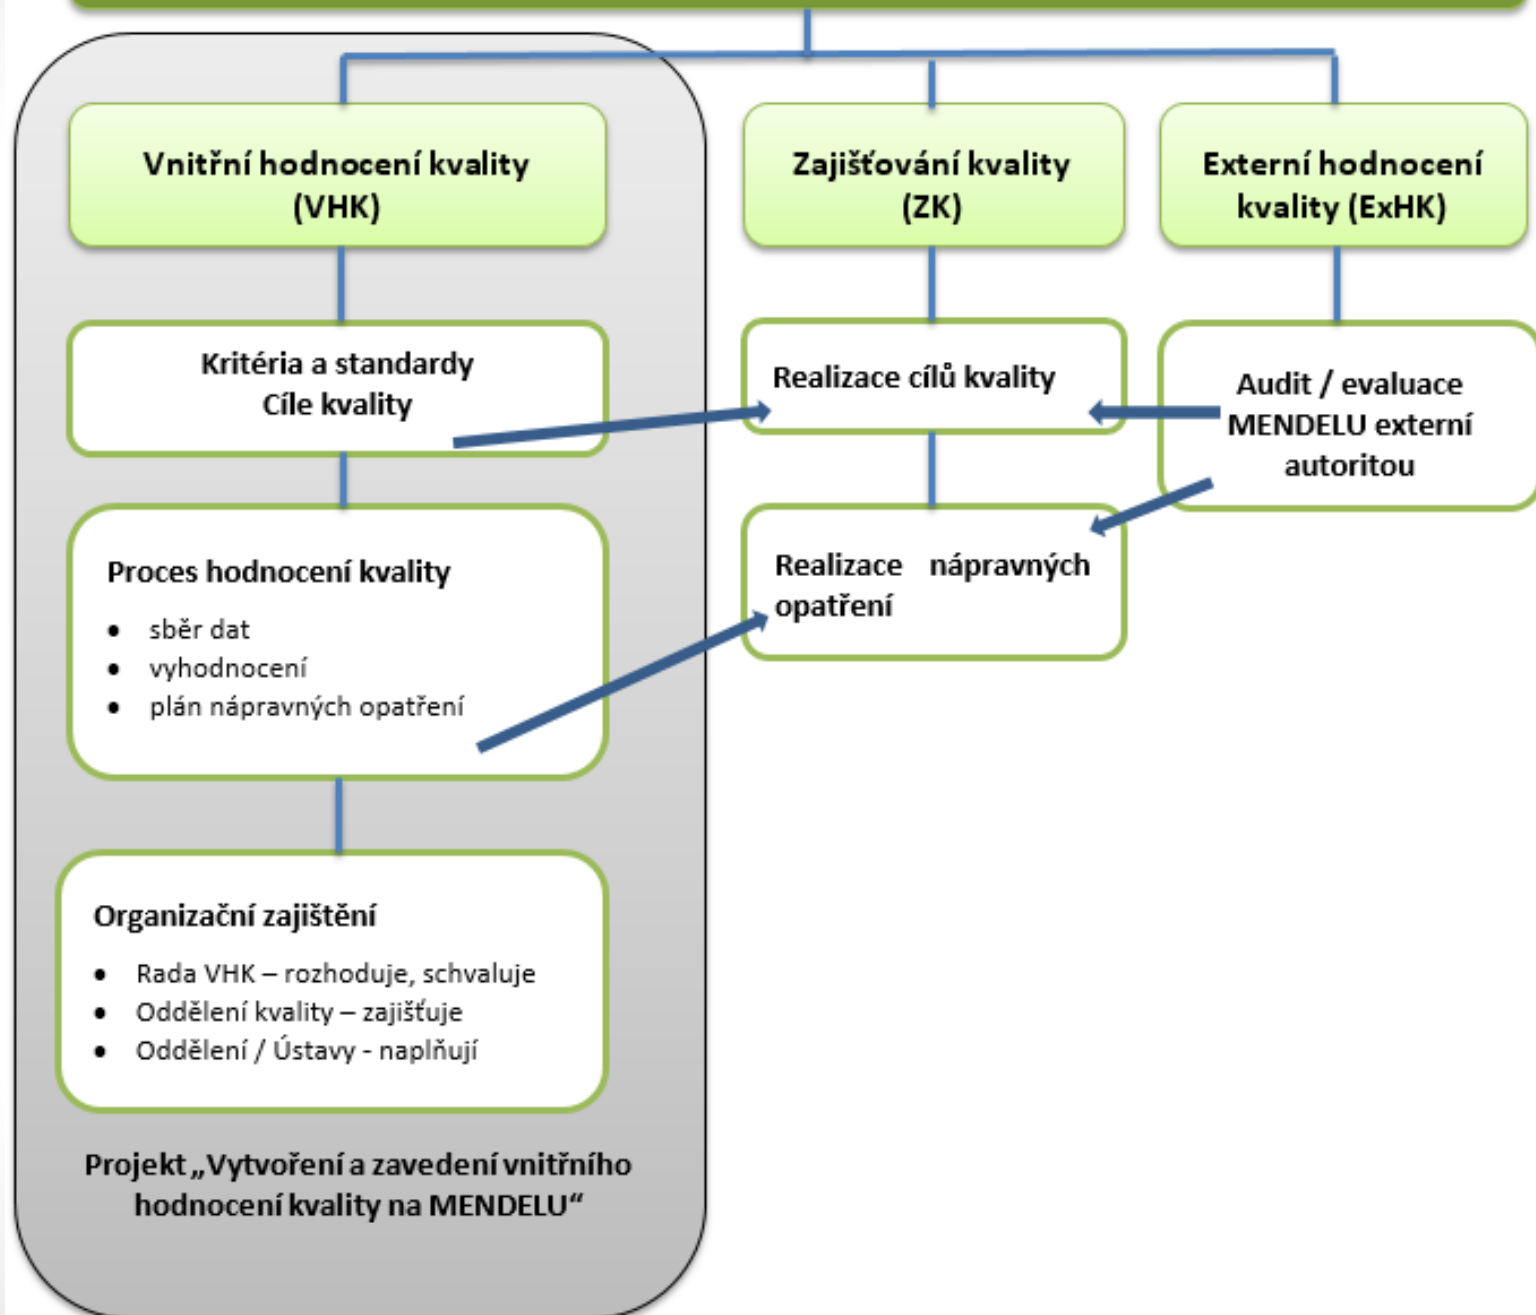 Vnitřní hodnocení kvality
(VHK)
Zajišťování kvality
(ZK)
Externí hodnocení
kvality (ExHK)
Kritéria a standardy
Cíle kvality
Realizace cílů kvality
Audit / evaluace
MENDELU externí
autoritou
Proces hodnocení kvality
• sběr dat
• vyhodnocení
• plán nápravných opatření
Realizace nápravných
opatření
Organizační zajištění
• Rada VHK – rozhoduje, schvaluje
• Oddělení kvality – zajišťuje
• Oddělení / Ústavy - naplňují
Projekt „Vytvoření a zavedení vnitřního
hodnocení kvality na MENDELU“